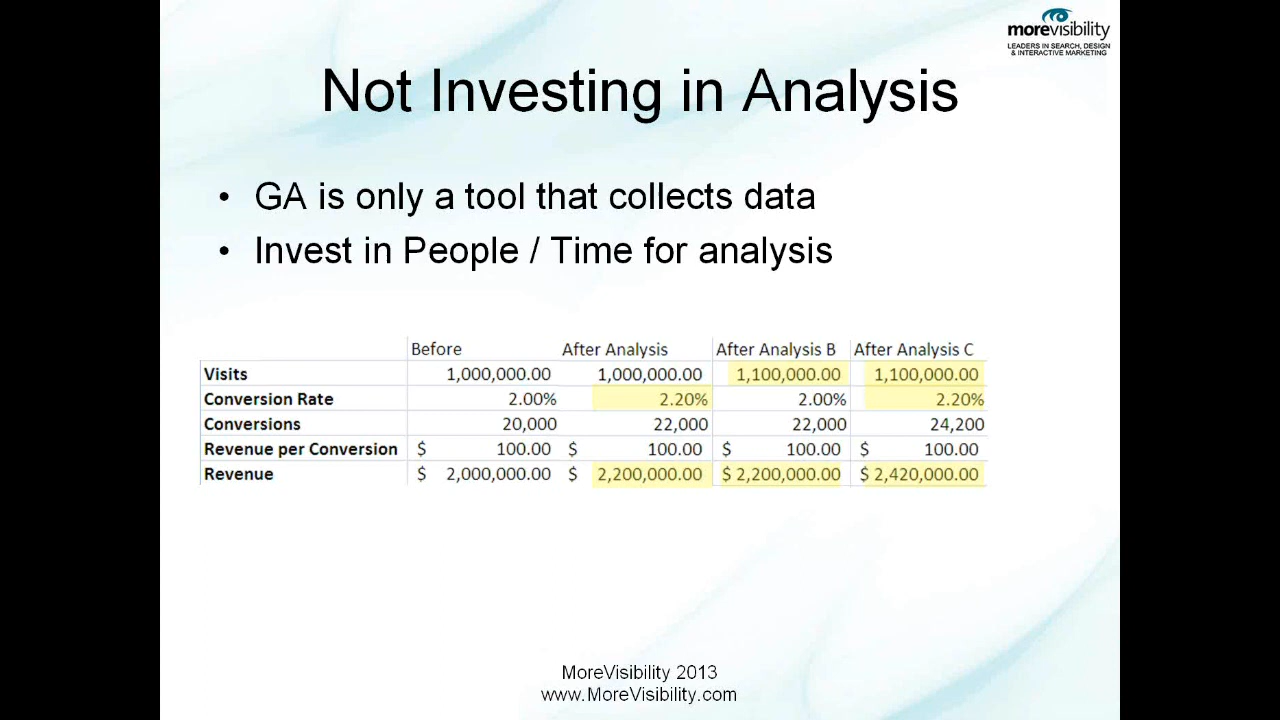 morevisibility
LEADERS IN SEARCH, DESIGN
& INTERACTIVE MARKETING
Not Investing in Analysis
• GA is only a tool that collects data
• Invest in People / Time for analysis
Before After Analysis After Analysis B After Analysis C
Visits 1,000,000.00 1,000,000.00 1,100,000.00 1,100,000.00
Conversion Rate 2.00% 2.20% 2.00% 2.20%
Conversions 20,000 22,000 22,000 24,200
Revenue per Conversion $ 100.00 $ 100.00 $ 100.00 $ 100.00
Revenue $ 2,000,000.00 $ 2,200,000.00 $ 2,200,000.00 $ 2,420,000.00
MoreVisibility 2013
www.MoreVisibility.com